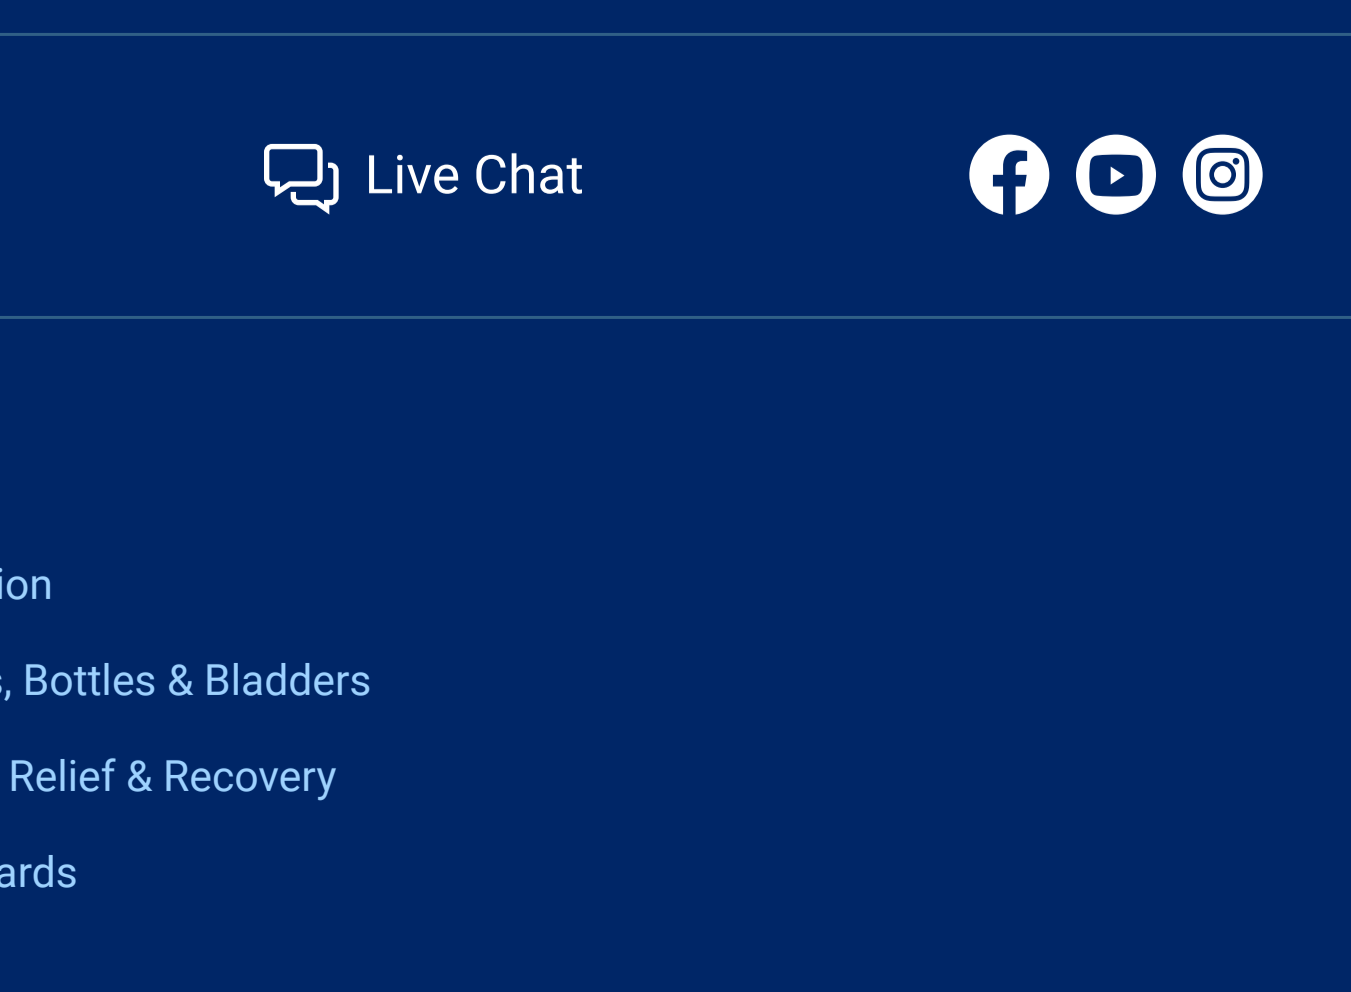 Live Chat
ion
, Bottles & Bladders
Relief & Recovery
ards